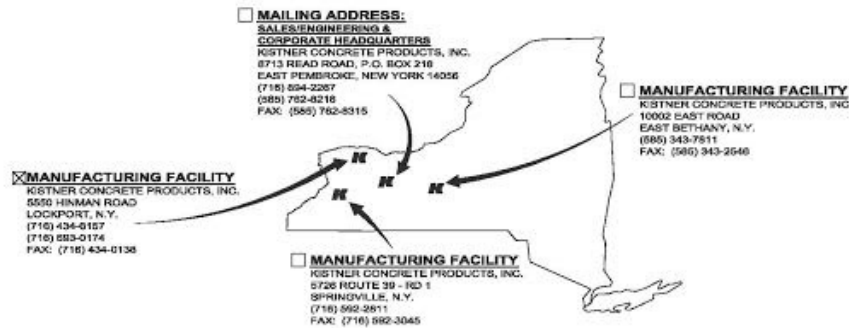 MAILING ADDRESS:
SALES/ENGINEERING &
CORPORATE HEADQUARTERS
KISTNER CONCRETE PRODUCTS, INC.
8713 READ ROAD, P.O. BOX 218
EAST PEMBROKE, NEW YORK 14056
(716) 894-2267
(585) 762-8216
FAX: (585) 762-8315
MANUFACTURING FACILITY
KISTNER CONCRETE PRODUCTS, INC
10002 EAST ROAD
EAST BETHANY, N.Y.
(585) 343-7811
FAX: (585) 343-2546
MANUFACTURING FACILITY
KISTNER CONCRETE PRODUCTS, INC.
5550 HINMAN ROAD
LOCKPORT, N.Y.
(716) 434-0157
(716) 693-0174
FAX: (716) 434-0138
K
K
K
K
MANUFACTURING FACILITY
KISTNER CONCRETE PRODUCTS, INC.
5726 ROUTE 39 - RD 1
SPRINGVILLE, N.Y.
(716) 592-2811
FAX: (716) 592-3045